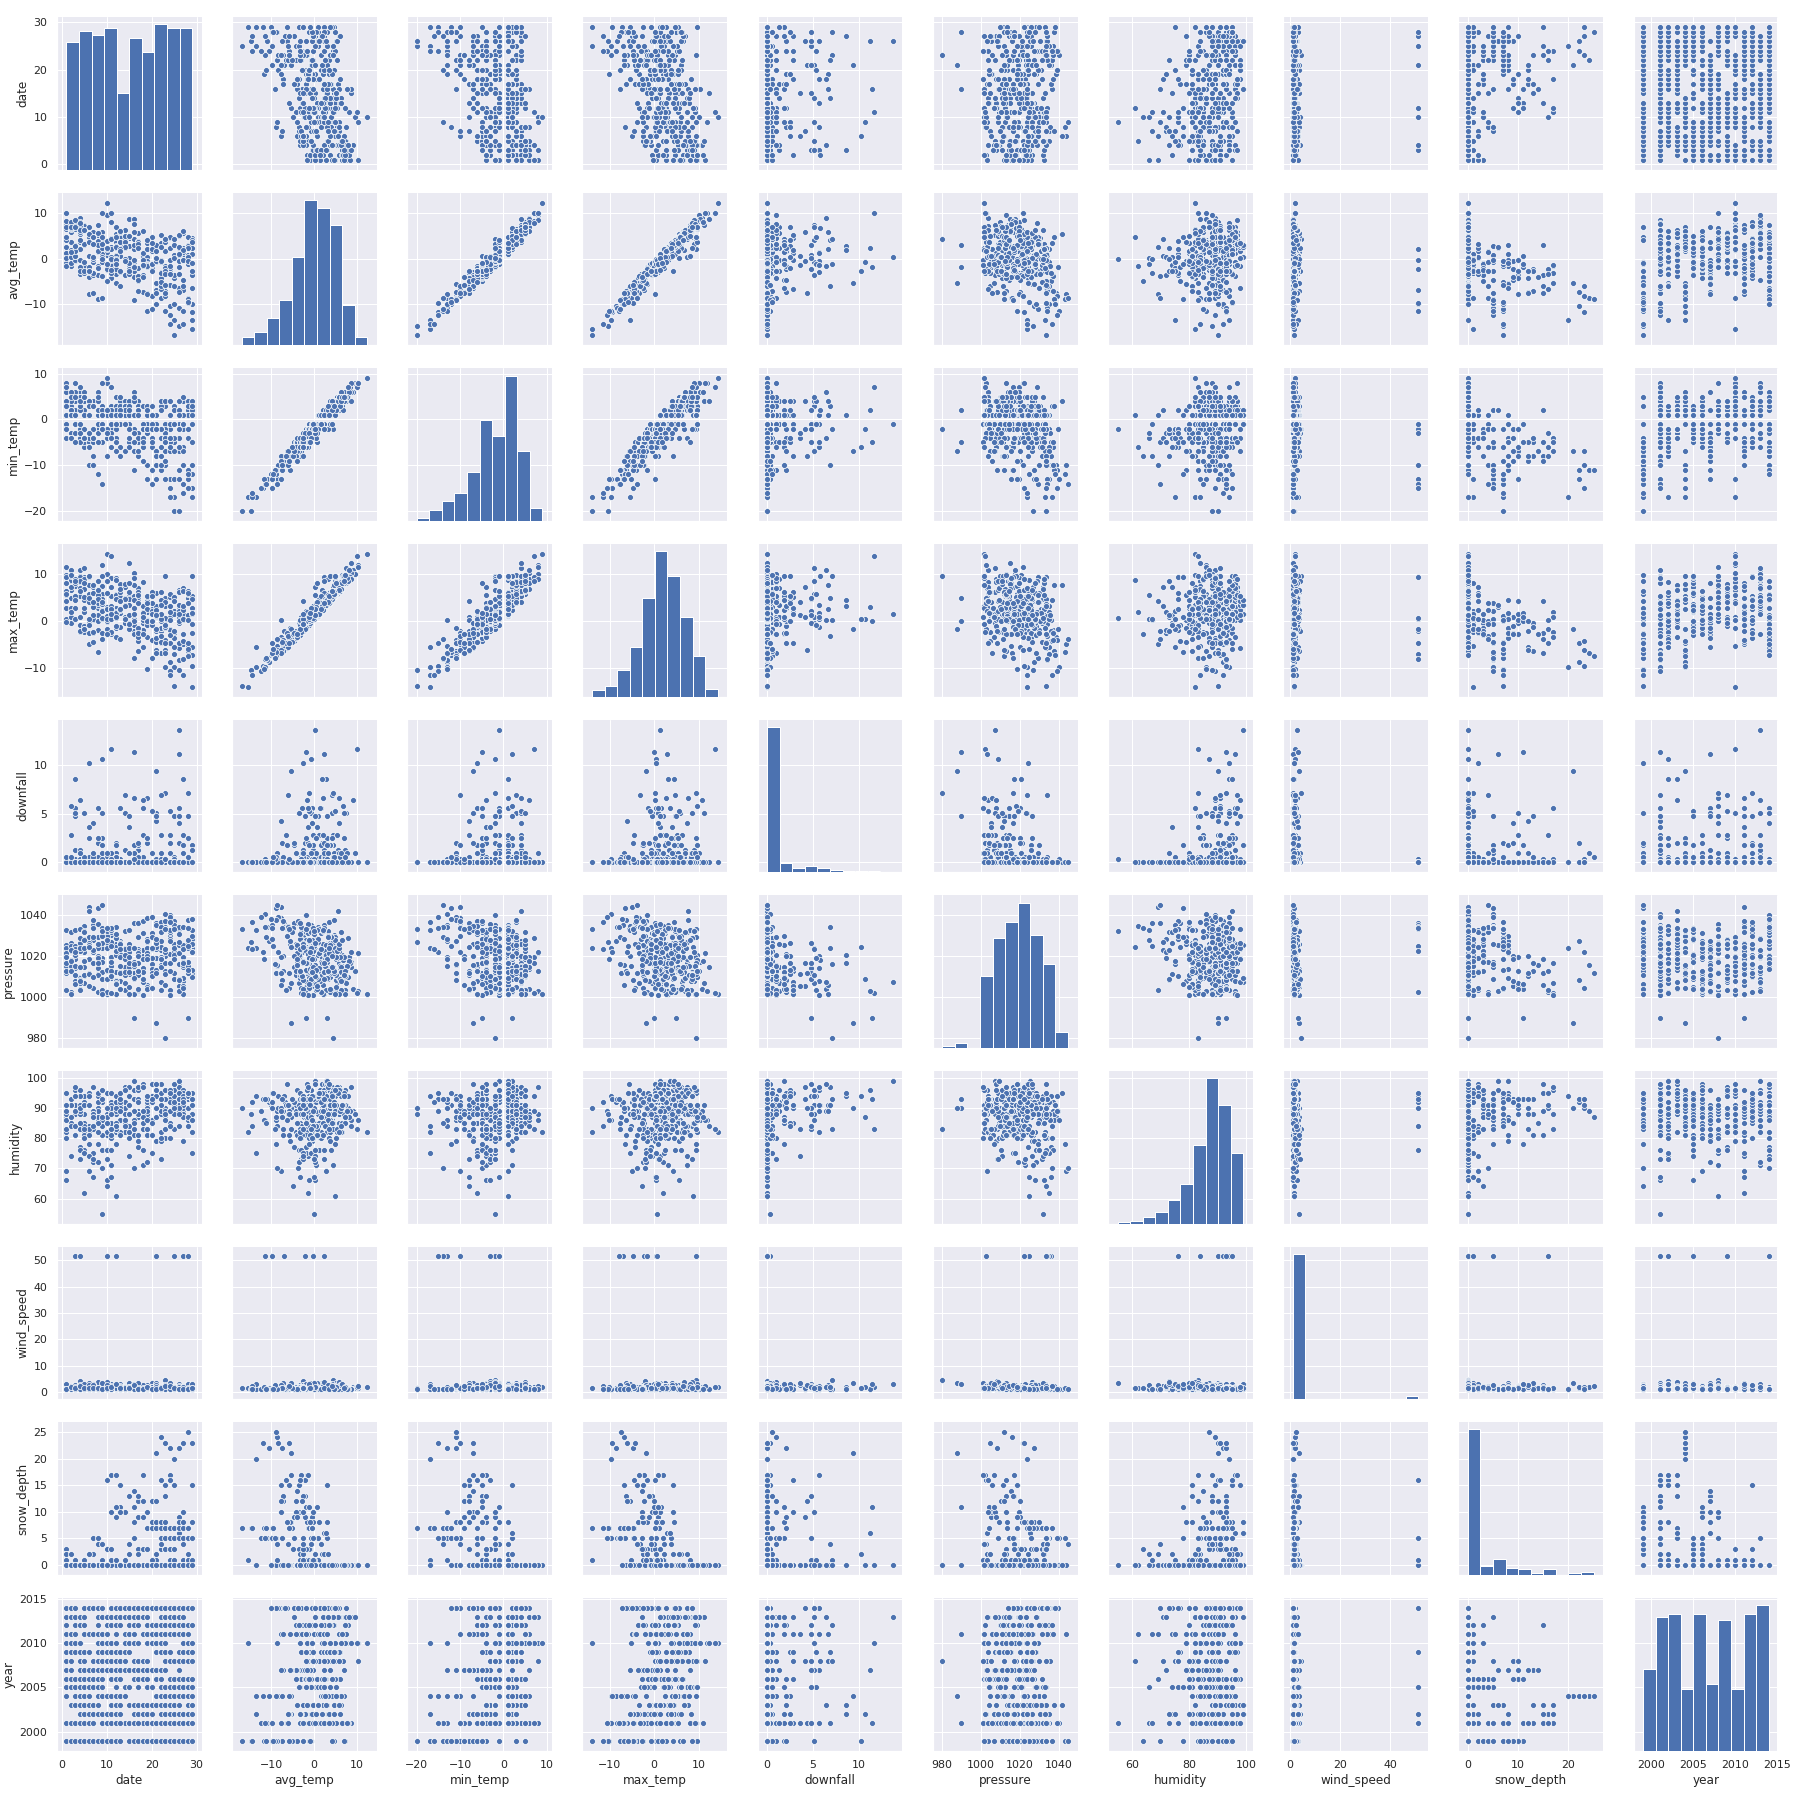 30
20
10
0
date
10
0
−10
avg_temp
10
0
−10
−20
min_temp
10
0
−10
max_temp
10
5
0
downfall
1040
1020
1000
980
pressure
100
90
80
70
60
humidity
50
40
30
20
10
0
wind_speed
25
20
15
10
5
0
snow_depth
2015
2010
2005
2000
year
0 10 20 30
date
−10 0 10
avg_temp
−20 −10 0 10
min_temp
−10 0 10
max_temp
0 5 10
downfall
980 1000 1020 1040
pressure
60 80 100
humidity
0 20 40
wind_speed
0 10 20
snow_depth
2000 2005 2010 2015
year